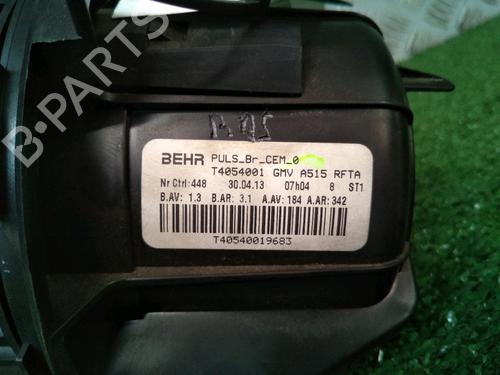 BEHR PULS_Br_CEM_0
T4054001 GMV A515 RFTA
Nr Ctrl:448 30.04.13 07h04 8 ST1
B.AV: 1.3 B.AR: 3.1 A.AV: 184 A.AR: 342
T40540019683